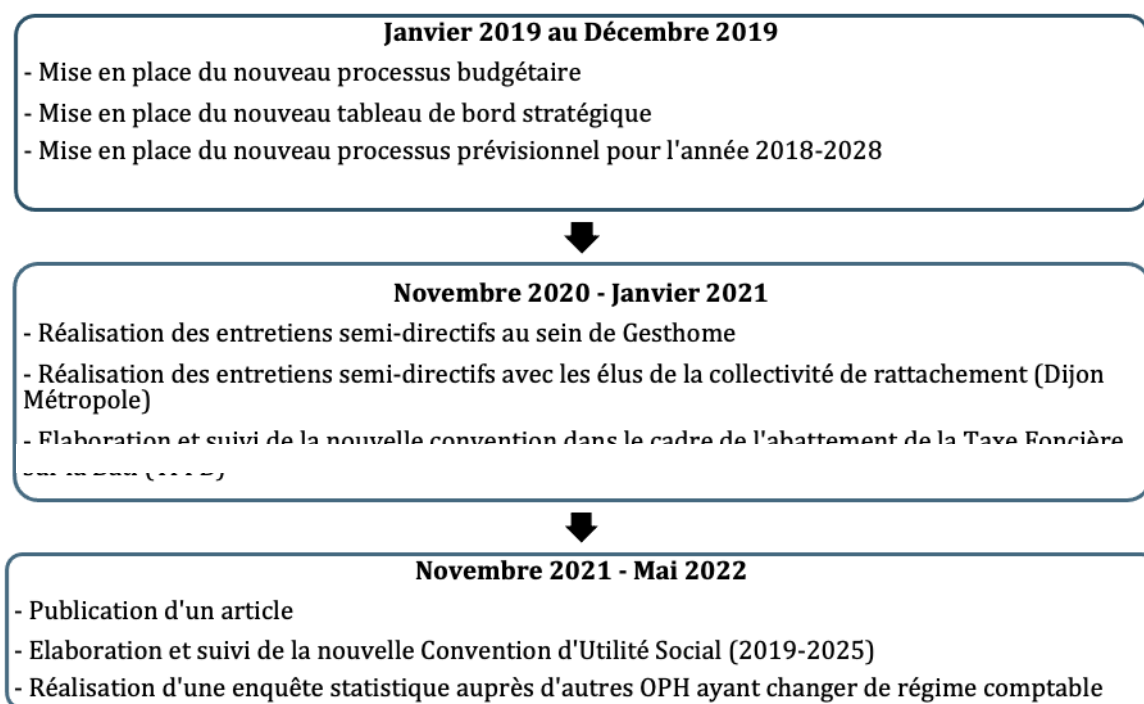 Janvier 2019 au Décembre 2019
- Mise en place du nouveau processus budgétaire
- Mise en place du nouveau tableau de bord stratégique
- Mise en place du nouveau processus prévisionnel pour l'année 2018-2028
Novembre 2020 - Janvier 2021
- Réalisation des entretiens semi-directifs au sein de Gesthome
- Réalisation des entretiens semi-directifs avec les élus de la collectivité de rattachement (Dijon
Métropole)
- Elaboration et suivi de la nouvelle convention dans le cadre de l'abattement de la Taxe Foncière
Novembre 2021 - Mai 2022
- Publication d'un article
- Elaboration et suivi de la nouvelle Convention d'Utilité Social (2019-2025)
- Réalisation d'une enquête statistique auprès d'autres OPH ayant changer de régime comptable